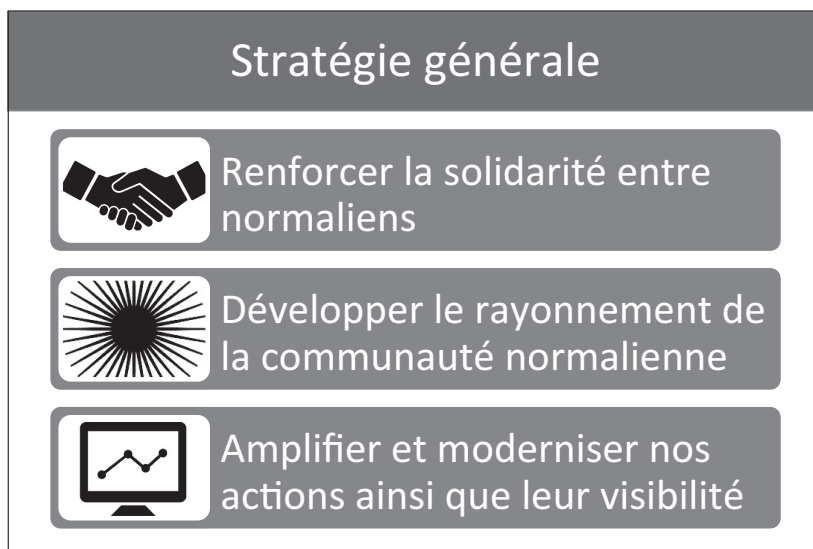 Stratégie générale
Renforcer la solidarité entre
normaliens
Développer le rayonnement de
la communauté normalienne
Amplifier et moderniser nos
actions ainsi que leur visibilité